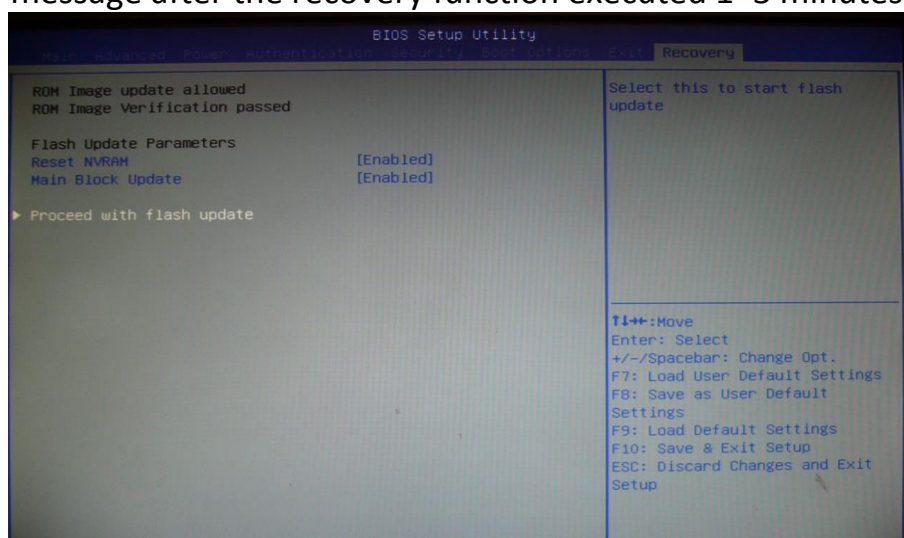 message after the recovery function executed 1~3 minutes
BIOS Setup Utility
Main Advanced Power Authentication Security Boot Options Exit Recovery
ROM Image update allowed
ROM Image Verification passed
Flash Update Parameters
Reset NVRAM [Enabled]
Main Block Update [Enabled]
▶ Proceed with flash update
Select this to start flash
update
↑↓→←:Move
Enter: Select
+/-/Spacebar: Change Opt.
F7: Load User Default Settings
F8: Save as User Default
Settings
F9: Load Default Settings
F10: Save & Exit Setup
ESC: Discard Changes and Exit
Setup